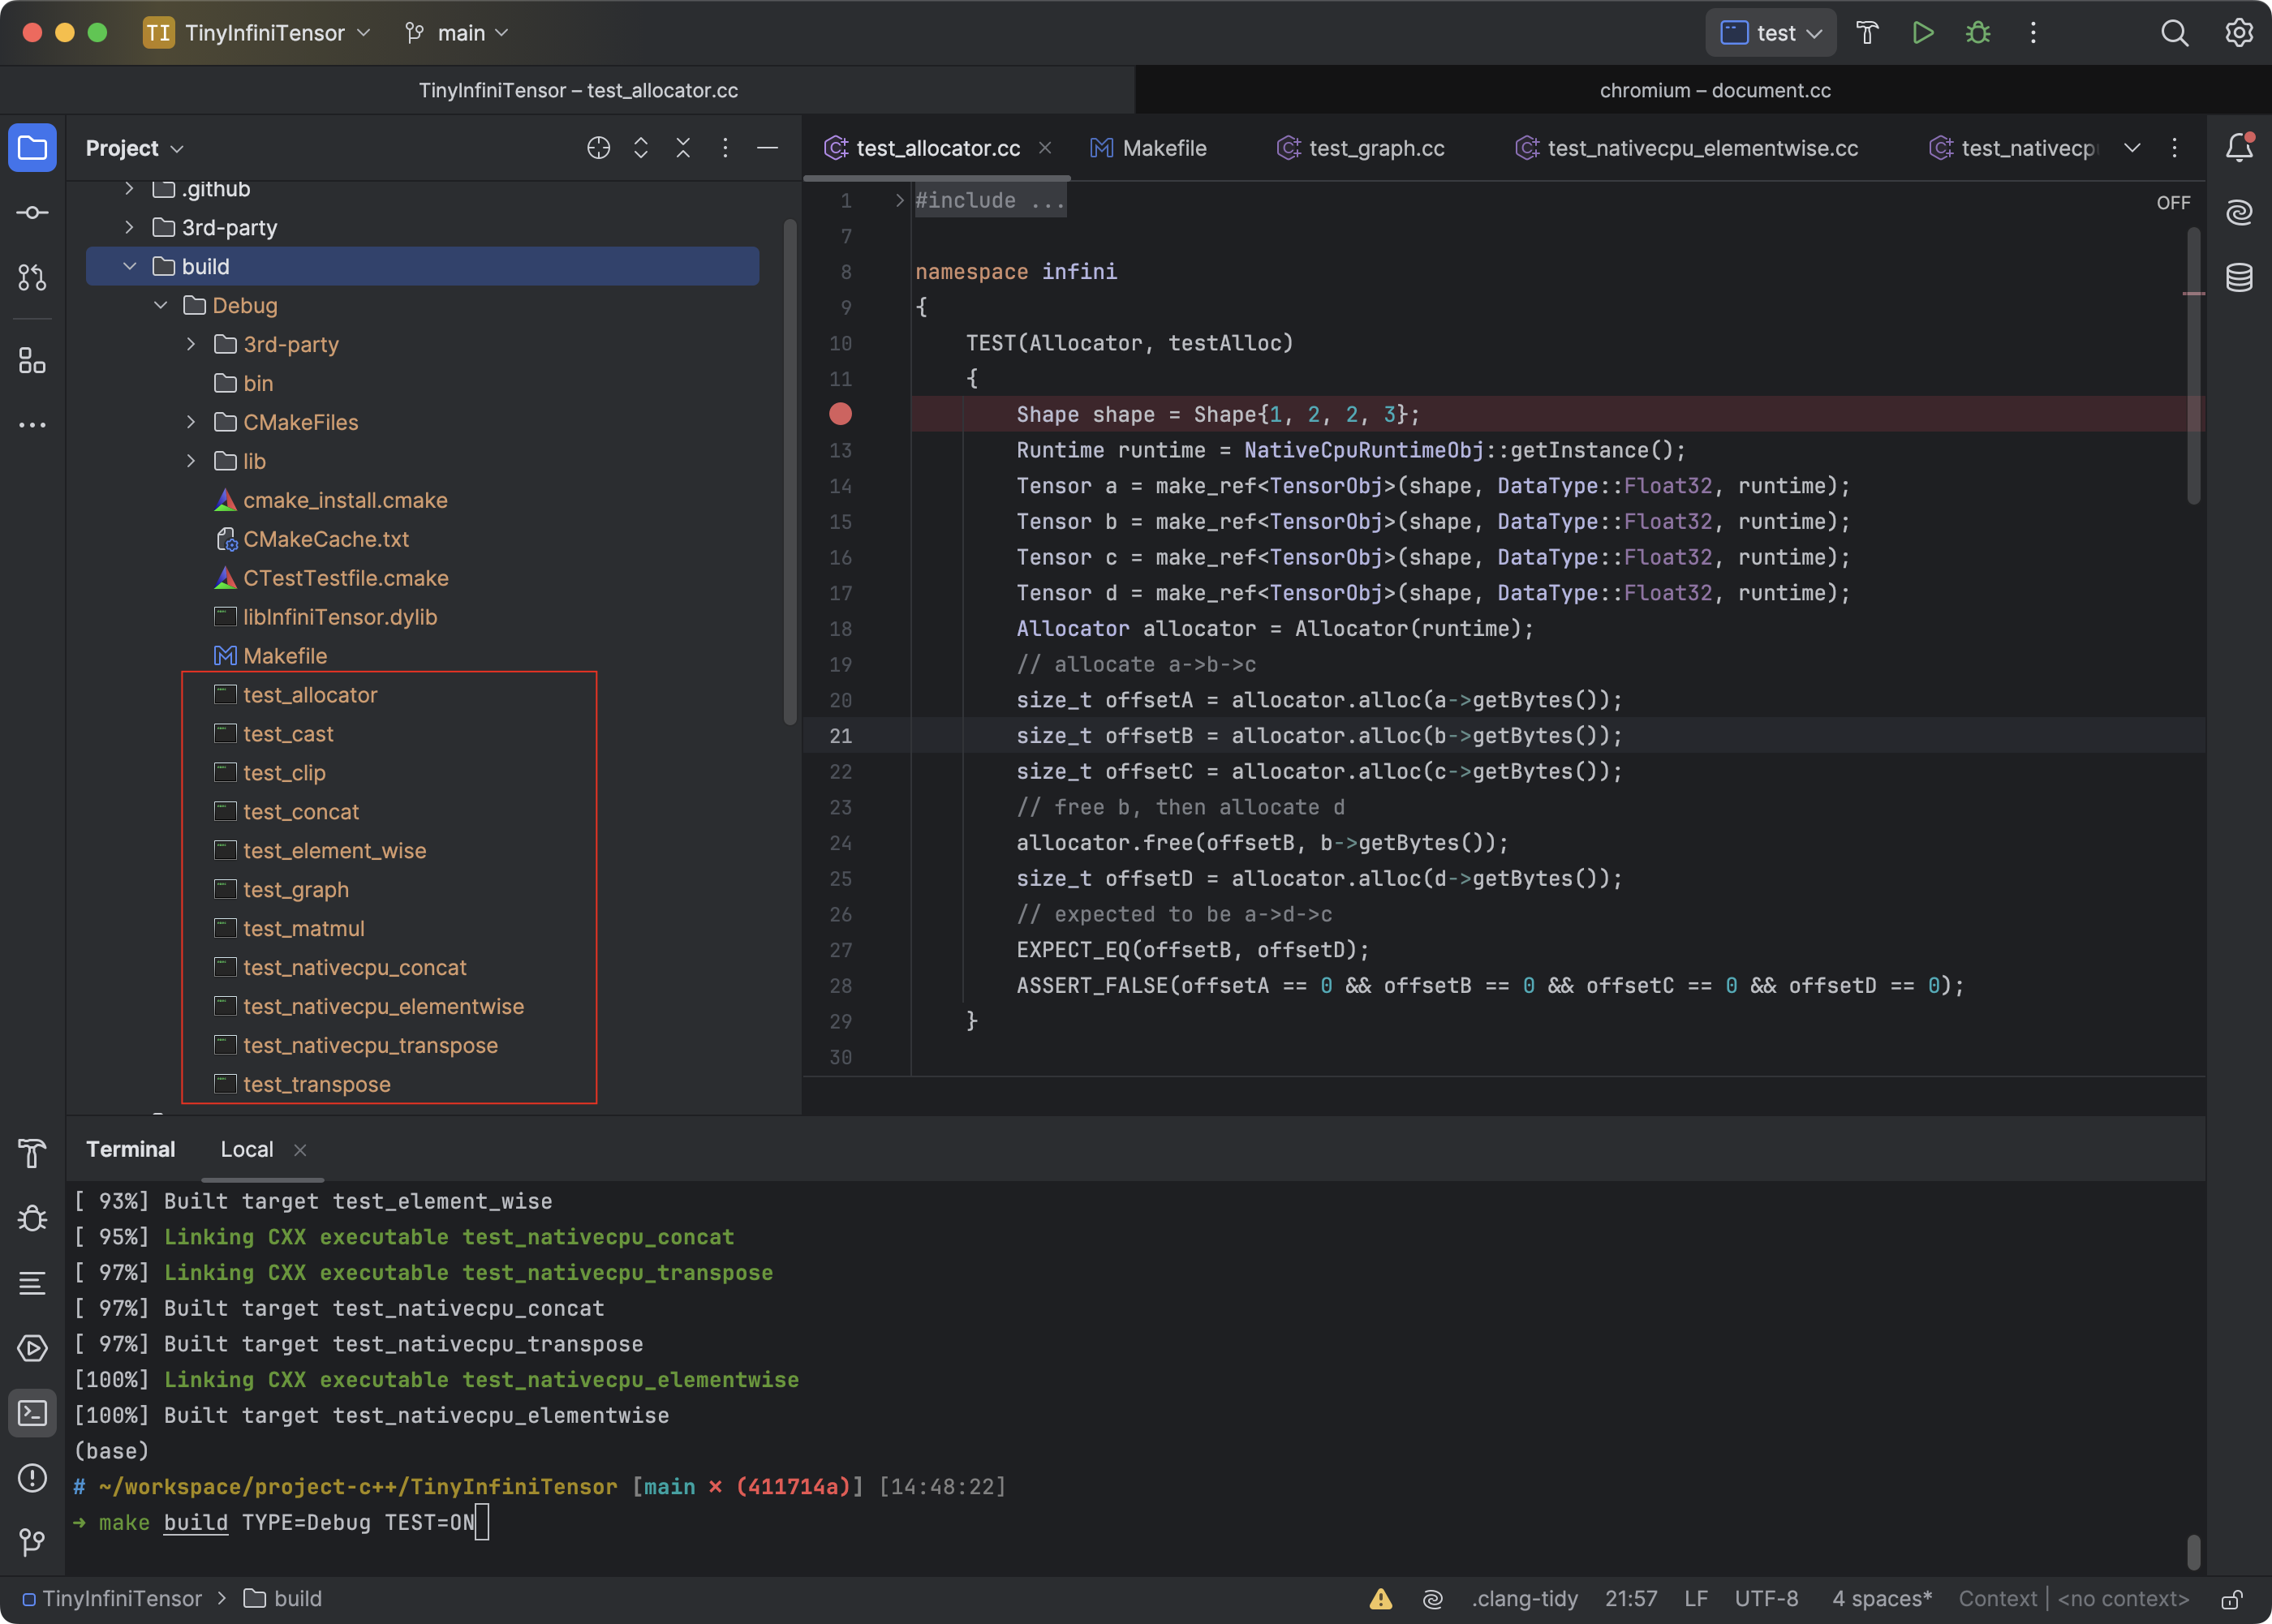 TI TinyInfiniTensor main test
TinyInfiniTensor – test_allocator.cc
chromium – document.cc
Project
.github
3rd-party
build
Debug
3rd-party
bin
CMakeFiles
lib
cmake_install.cmake
CMakeCache.txt
CTestTestfile.cmake
libInfiniTensor.dylib
Makefile
test_allocator
test_cast
test_clip
test_concat
test_element_wise
test_graph
test_matmul
test_nativecpu_concat
test_nativecpu_elementwise
test_nativecpu_transpose
test_transpose
test_allocator.cc Makefile test_graph.cc test_nativecpu_elementwise.cc test_nativecp
OFF
1 #include ...
7
8 namespace infini
9 {
10 TEST(Allocator, testAlloc)
11 {
Shape shape = Shape{1, 2, 2, 3};
13 Runtime runtime = NativeCpuRuntimeObj::getInstance();
14 Tensor a = make_ref<TensorObj>(shape, DataType::Float32, runtime);
15 Tensor b = make_ref<TensorObj>(shape, DataType::Float32, runtime);
16 Tensor c = make_ref<TensorObj>(shape, DataType::Float32, runtime);
17 Tensor d = make_ref<TensorObj>(shape, DataType::Float32, runtime);
18 Allocator allocator = Allocator(runtime);
19 // allocate a->b->c
20 size_t offsetA = allocator.alloc(a->getBytes());
21 size_t offsetB = allocator.alloc(b->getBytes());
22 size_t offsetC = allocator.alloc(c->getBytes());
23 // free b, then allocate d
24 allocator.free(offsetB, b->getBytes());
25 size_t offsetD = allocator.alloc(d->getBytes());
26 // expected to be a->d->c
27 EXPECT_EQ(offsetB, offsetD);
28 ASSERT_FALSE(offsetA == 0 && offsetB == 0 && offsetC == 0 && offsetD == 0);
29 }
30
Terminal Local
[ 93%] Built target test_element_wise
[ 95%] Linking CXX executable test_nativecpu_concat
[ 97%] Linking CXX executable test_nativecpu_transpose
[ 97%] Built target test_nativecpu_concat
[ 97%] Built target test_nativecpu_transpose
[100%] Linking CXX executable test_nativecpu_elementwise
[100%] Built target test_nativecpu_elementwise
(base)
# ~/workspace/project-c++/TinyInfiniTensor [main × (411714a)] [14:48:22]
➜ make build TYPE=Debug TEST=ON
TinyInfiniTensor > build
.clang-tidy 21:57 LF UTF-8 4 spaces* Context | <no context>